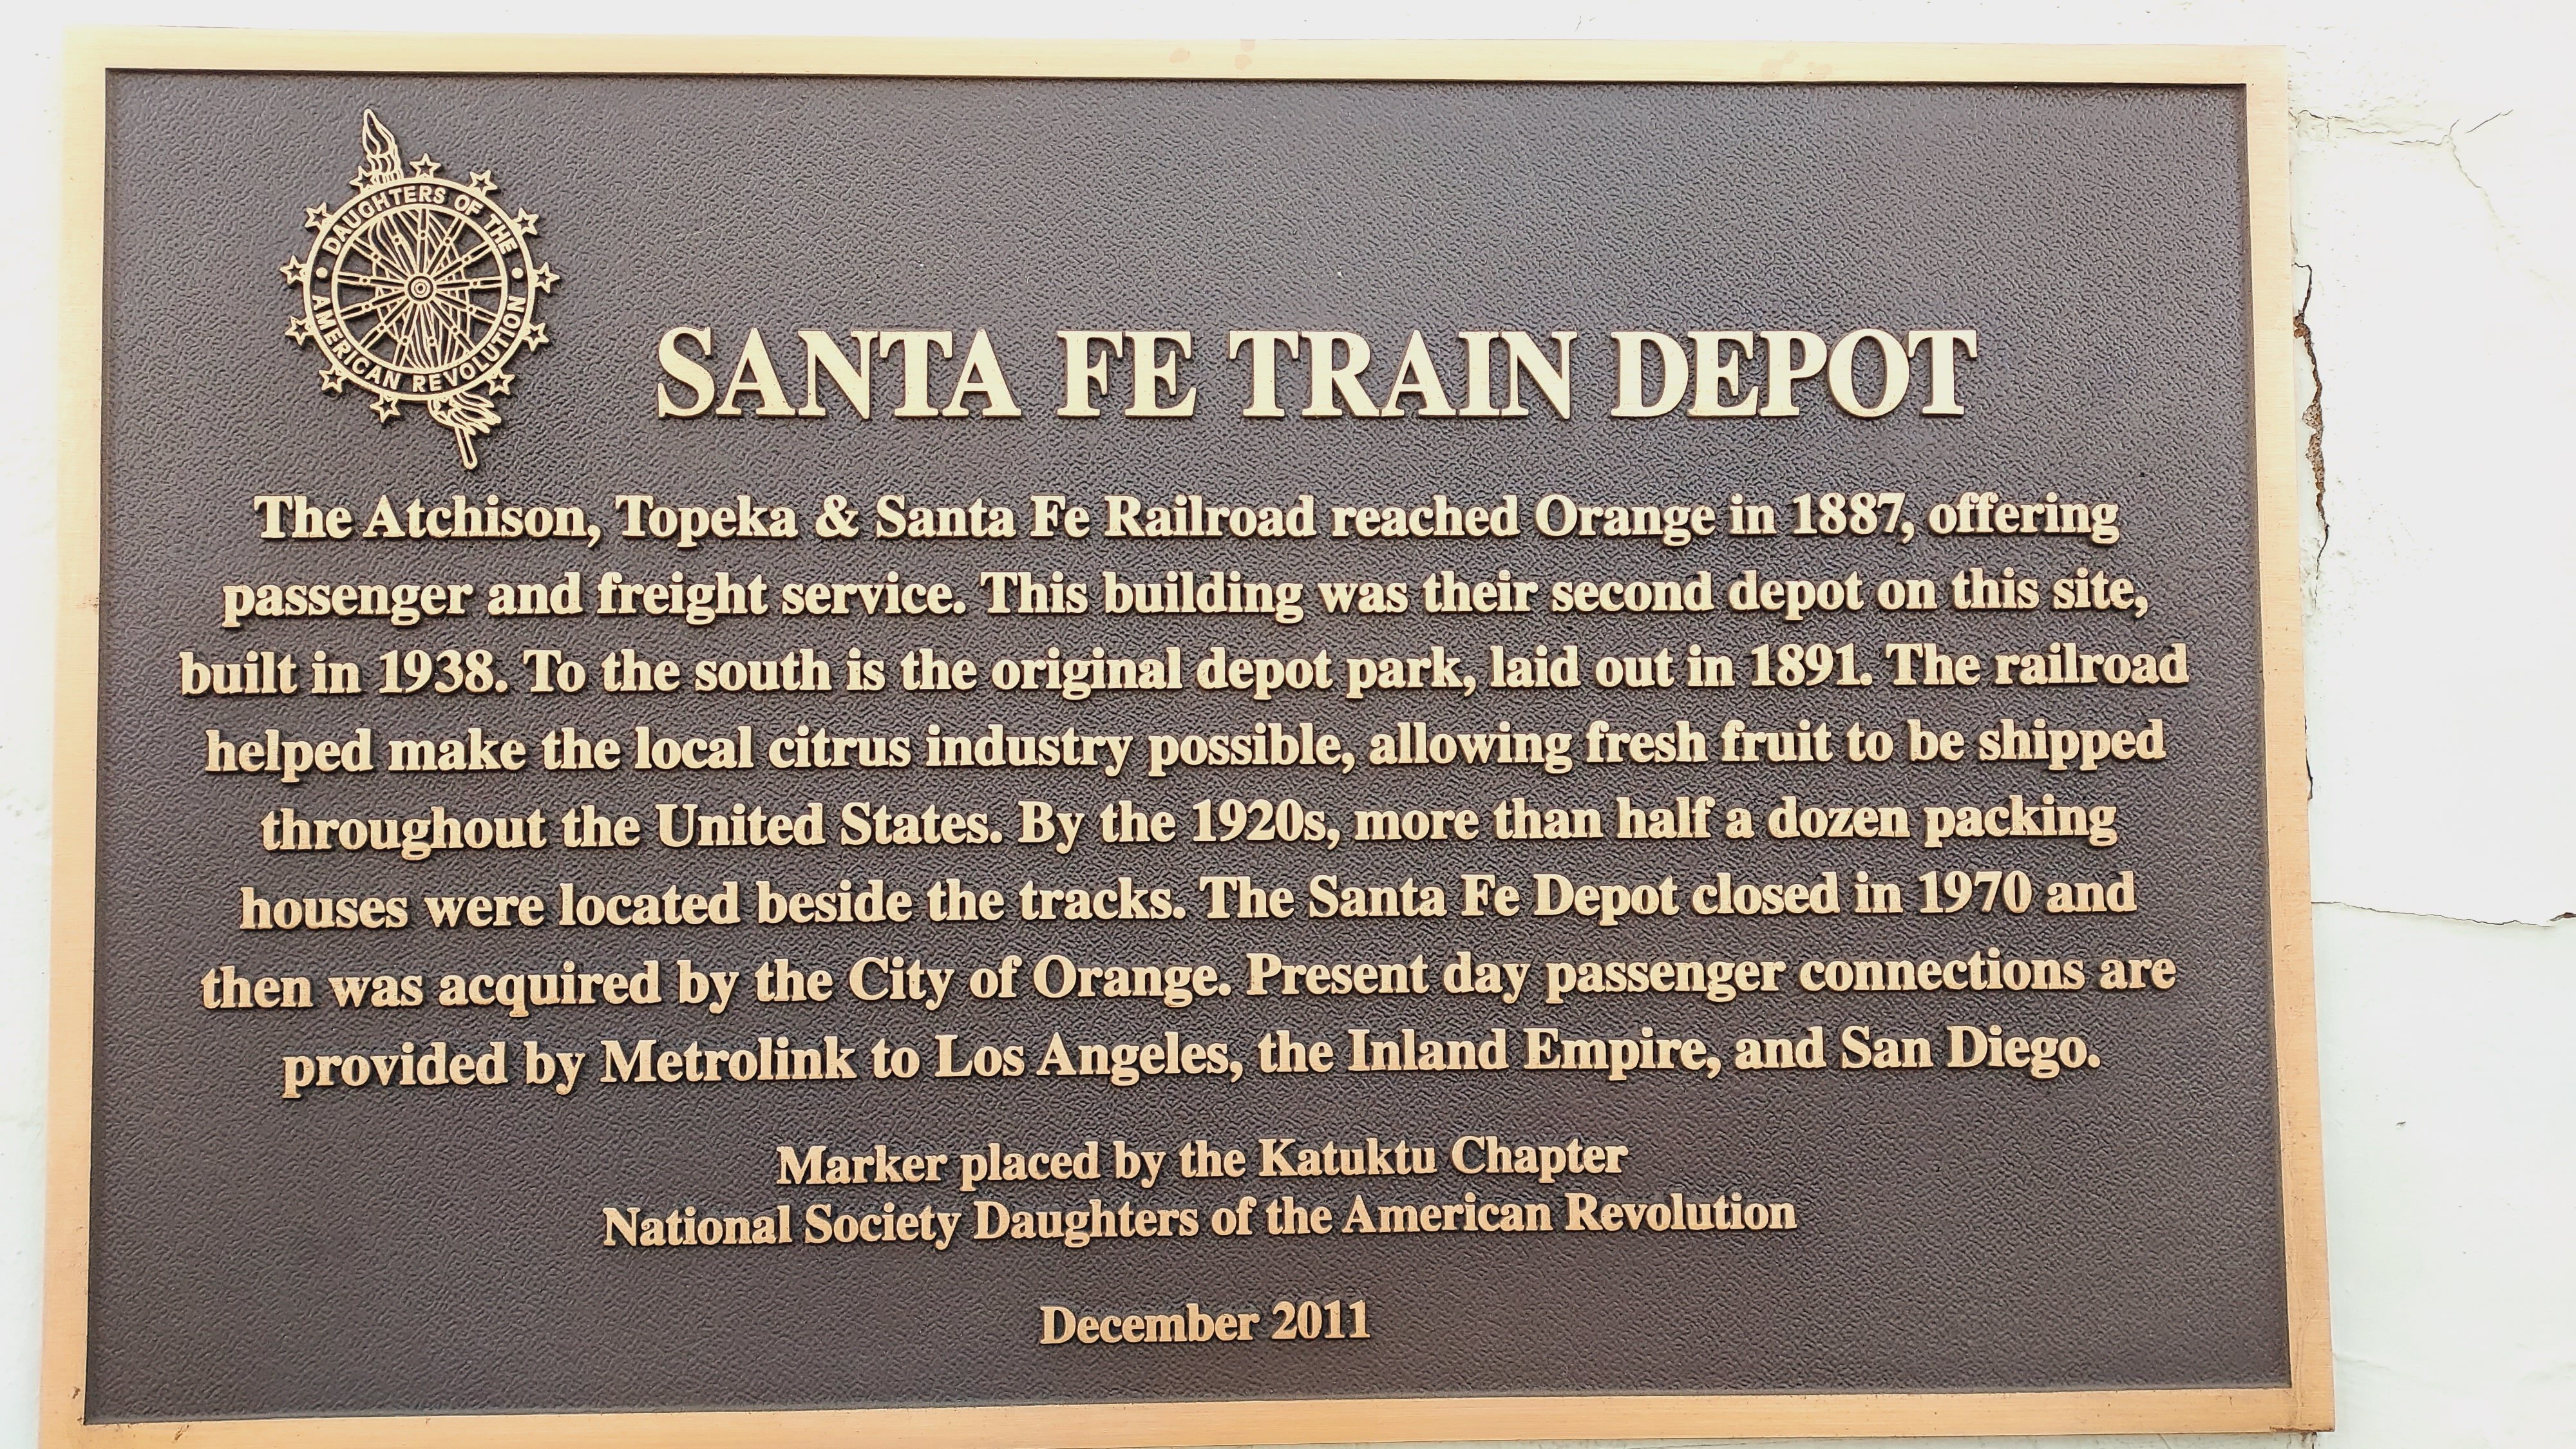 DAUGHTERS OF THE
AMERICAN REVOLUTION
SANTA FE TRAIN DEPOT
The Atchison, Topeka & Santa Fe Railroad reached Orange in 1887, offering
passenger and freight service. This building was their second depot on this site,
built in 1938. To the south is the original depot park, laid out in 1891. The railroad
helped make the local citrus industry possible, allowing fresh fruit to be shipped
throughout the United States. By the 1920s, more than half a dozen packing
houses were located beside the tracks. The Santa Fe Depot closed in 1970 and
then was acquired by the City of Orange. Present day passenger connections are
provided by Metrolink to Los Angeles, the Inland Empire, and San Diego.
Marker placed by the Katuktu Chapter
National Society Daughters of the American Revolution
December 2011